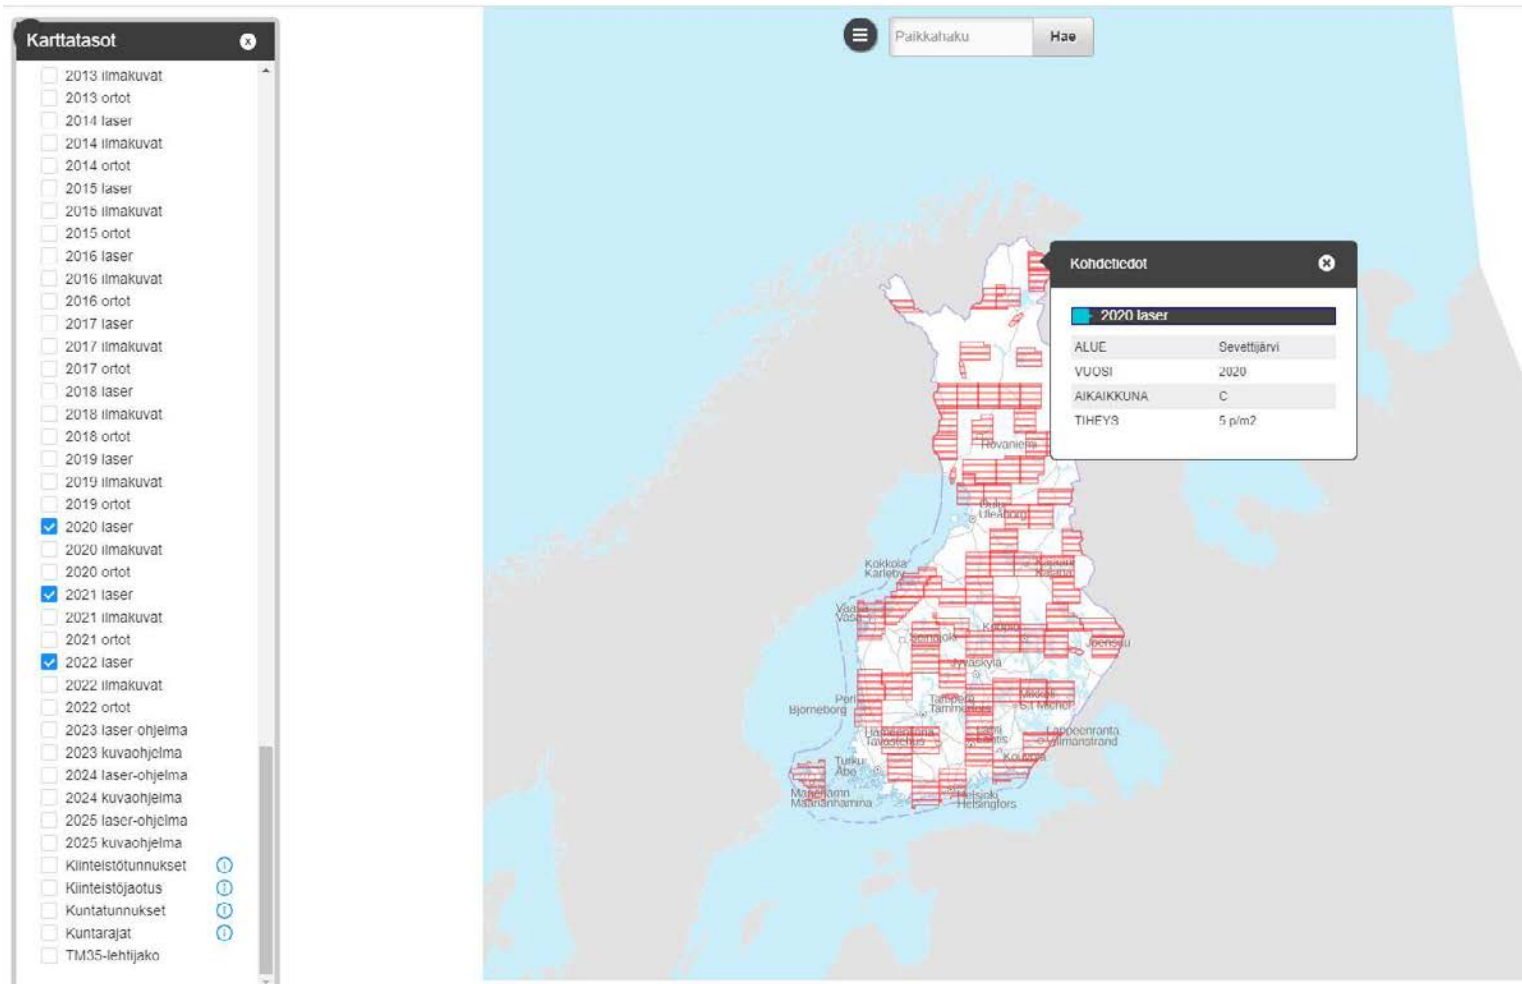 Karttatasot
2013 ilmakuvat
2013 ortot
2014 laser
2014 ilmakuvat
2014 ortot
2015 laser
2015 ilmakuvat
2015 ortot
2016 laser
2016 ilmakuvat
2016 ortot
2017 laser
2017 ilmakuvat
2017 ortot
2018 laser
2018 ilmakuvat
2018 ortot
2019 laser
2019 ilmakuvat
2019 ortot
2020 laser
2020 ilmakuvat
2020 ortot
2021 laser
2021 ilmakuvat
2021 ortot
2022 laser
2022 ilmakuvat
2022 ortot
2023 laser-ohjelma
2023 kuvaohjelma
2024 laser-ohjelma
2024 kuvaohjelma
2025 laser-ohjelma
2025 kuvaohjelma
Kiinteistötunnukset
Kiinteistöjaotus
Kuntatunnukset
Kuntarajat
TM35-lehtijako
Paikkahaku Hae
Kohdetiedot
2020 laser
ALUE Sevettijärvi
VUOSI 2020
AIKAIKKUNA C
TIHEYS 5 p/m2
Rovaniemi
Oulu
Uleåborg
Kokkola
Karleby
Kajaani
Kajana
Vaasa
Vasa
Seinäjoki
Kuopio
Joensuu
Jyväskylä
Pori
Björneborg
Tampere
Tammerfors
Mikkeli
S:t Michel
Hämeenlinna
Tavastehus
Lahti
Lahtis
Lappeenranta
Villmanstrand
Kouvola
Turku
Åbo
Mariehamn
Maarianhamina
Helsinki
Helsingfors